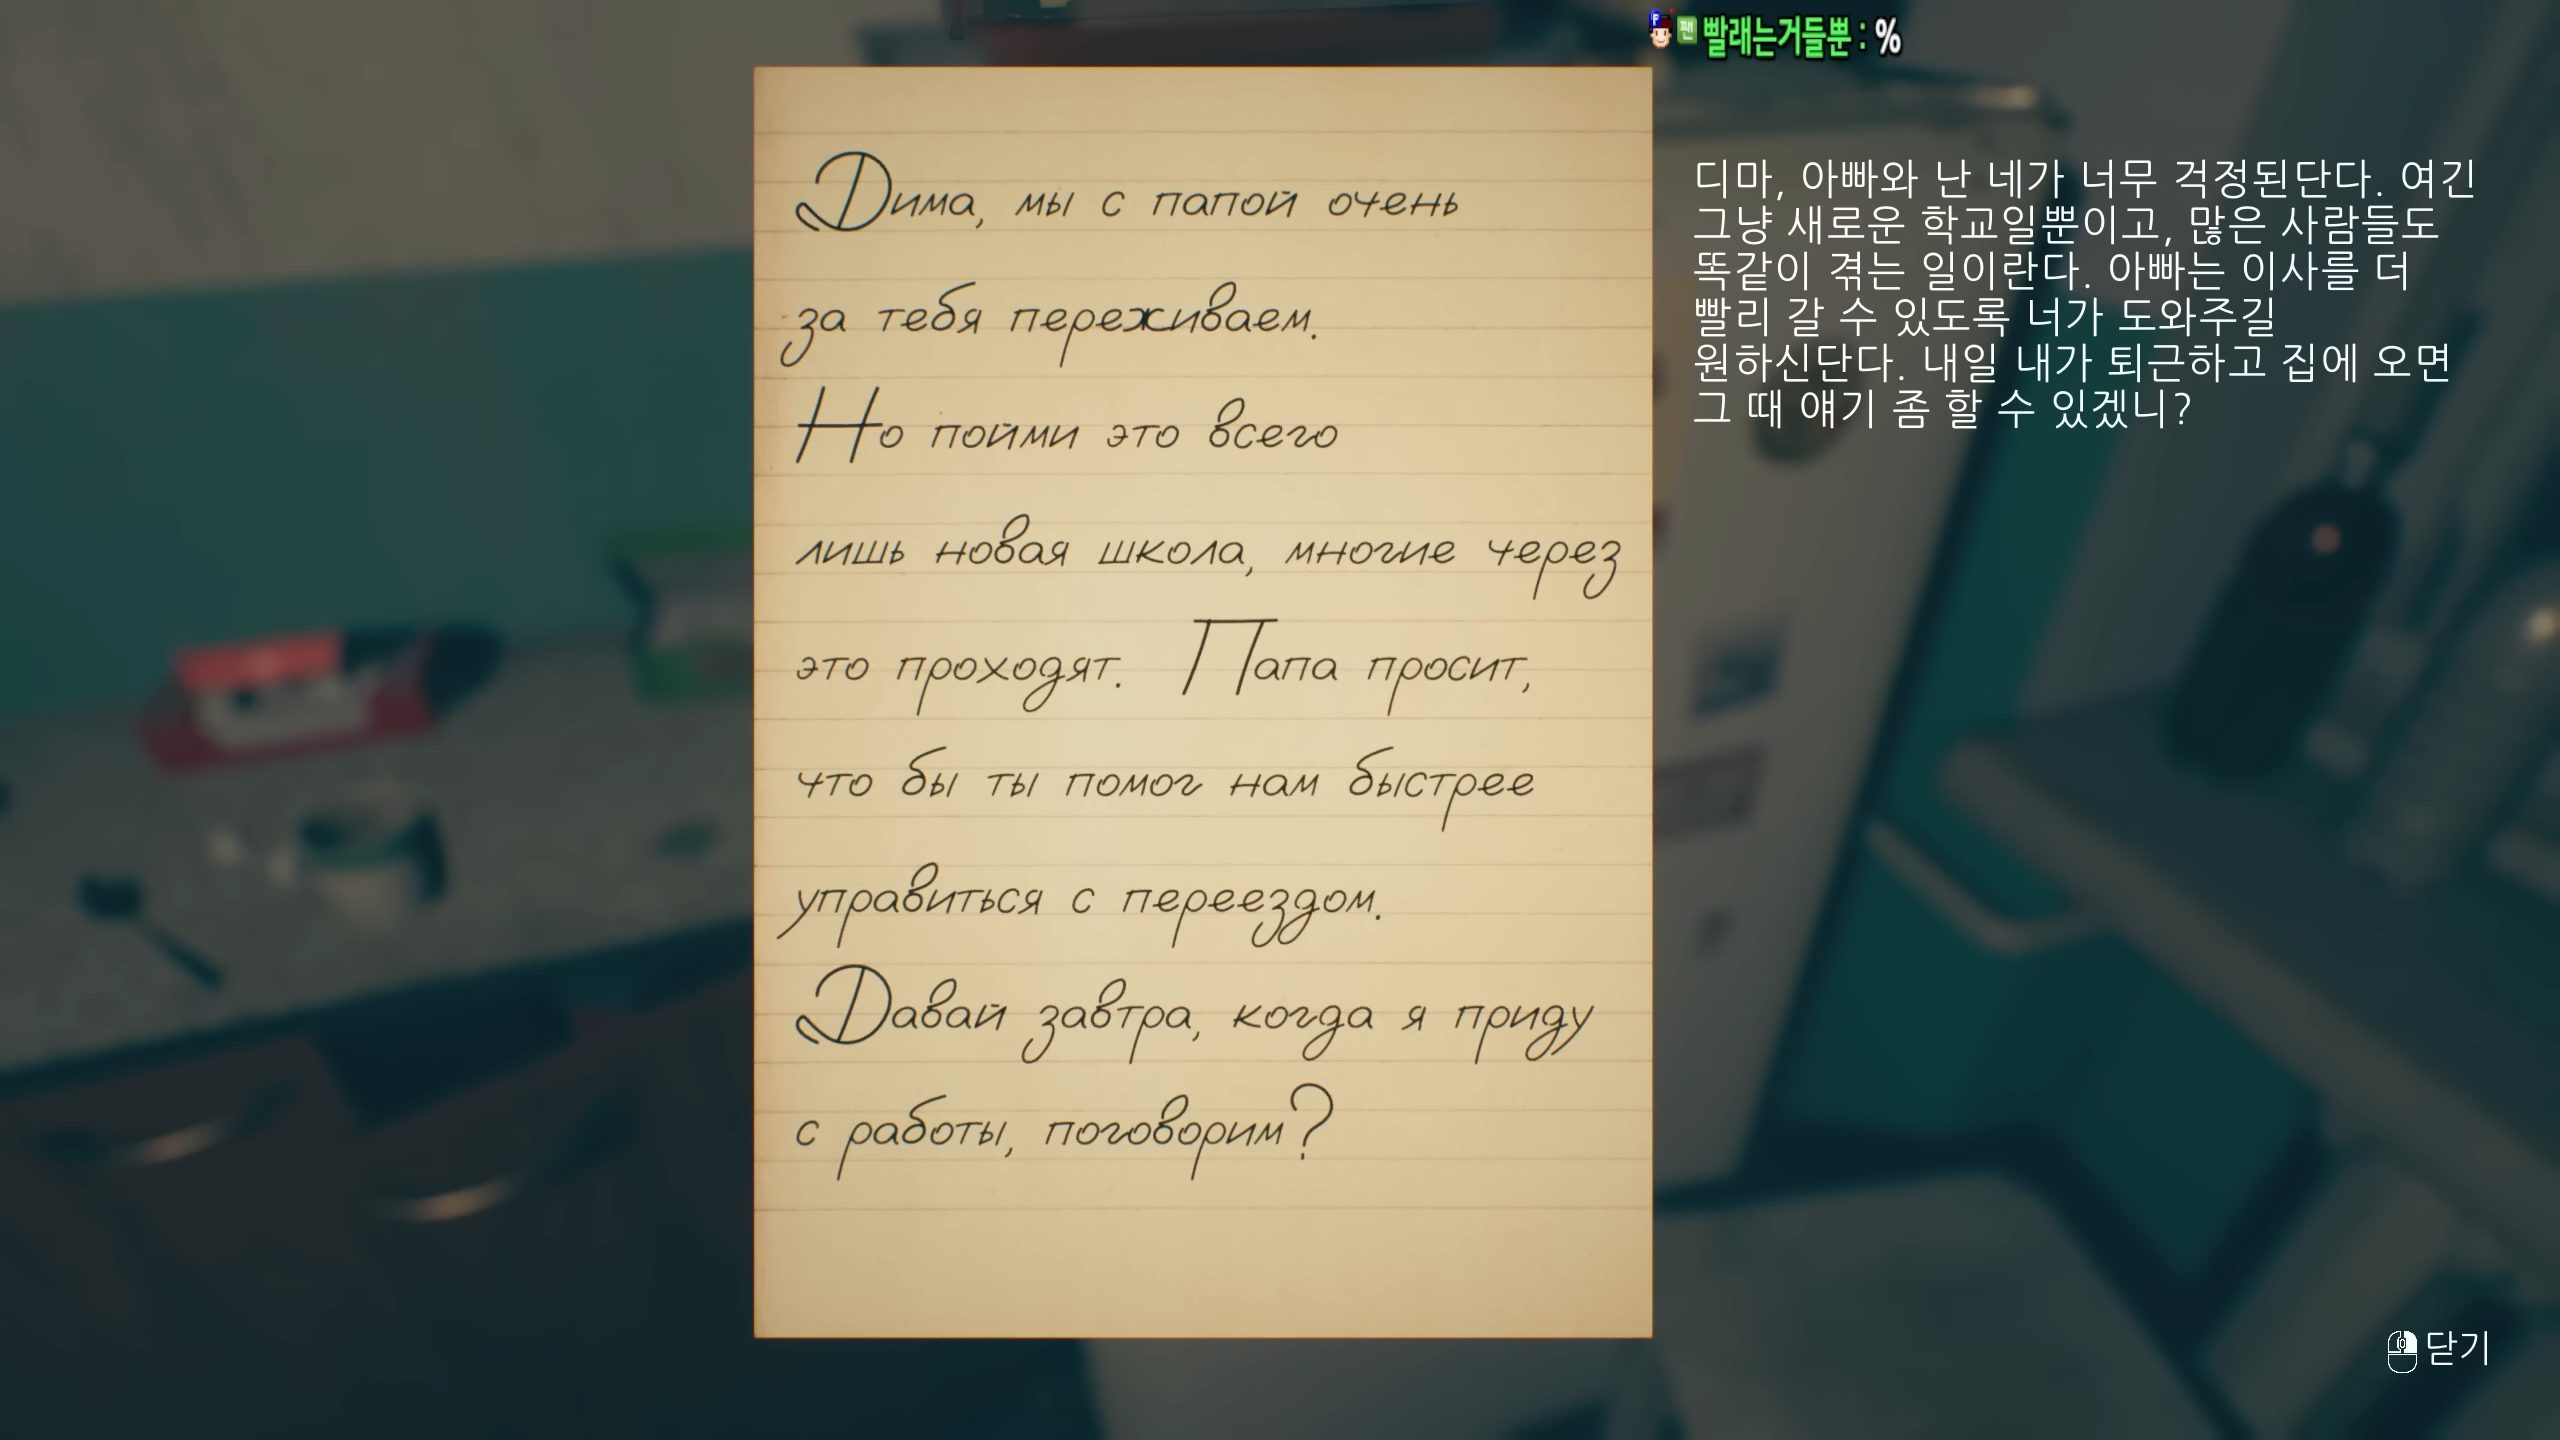 팬 빨래는거들뿐 : %
Дима, мы с папой очень
за тебя переживаем.
Но пойми это всего
лишь новая школа, многие через
это проходят. Папа просит,
что бы ты помог нам быстрее
управиться с переездом.
Давай завтра, когда я приду
с работы, поговорим?
디마, 아빠와 난 네가 너무 걱정된단다. 여긴
그냥 새로운 학교일뿐이고, 많은 사람들도
똑같이 겪는 일이란다. 아빠는 이사를 더
빨리 갈 수 있도록 너가 도와주길
원하신단다. 내일 내가 퇴근하고 집에 오면
그 때 얘기 좀 할 수 있겠니?
닫기